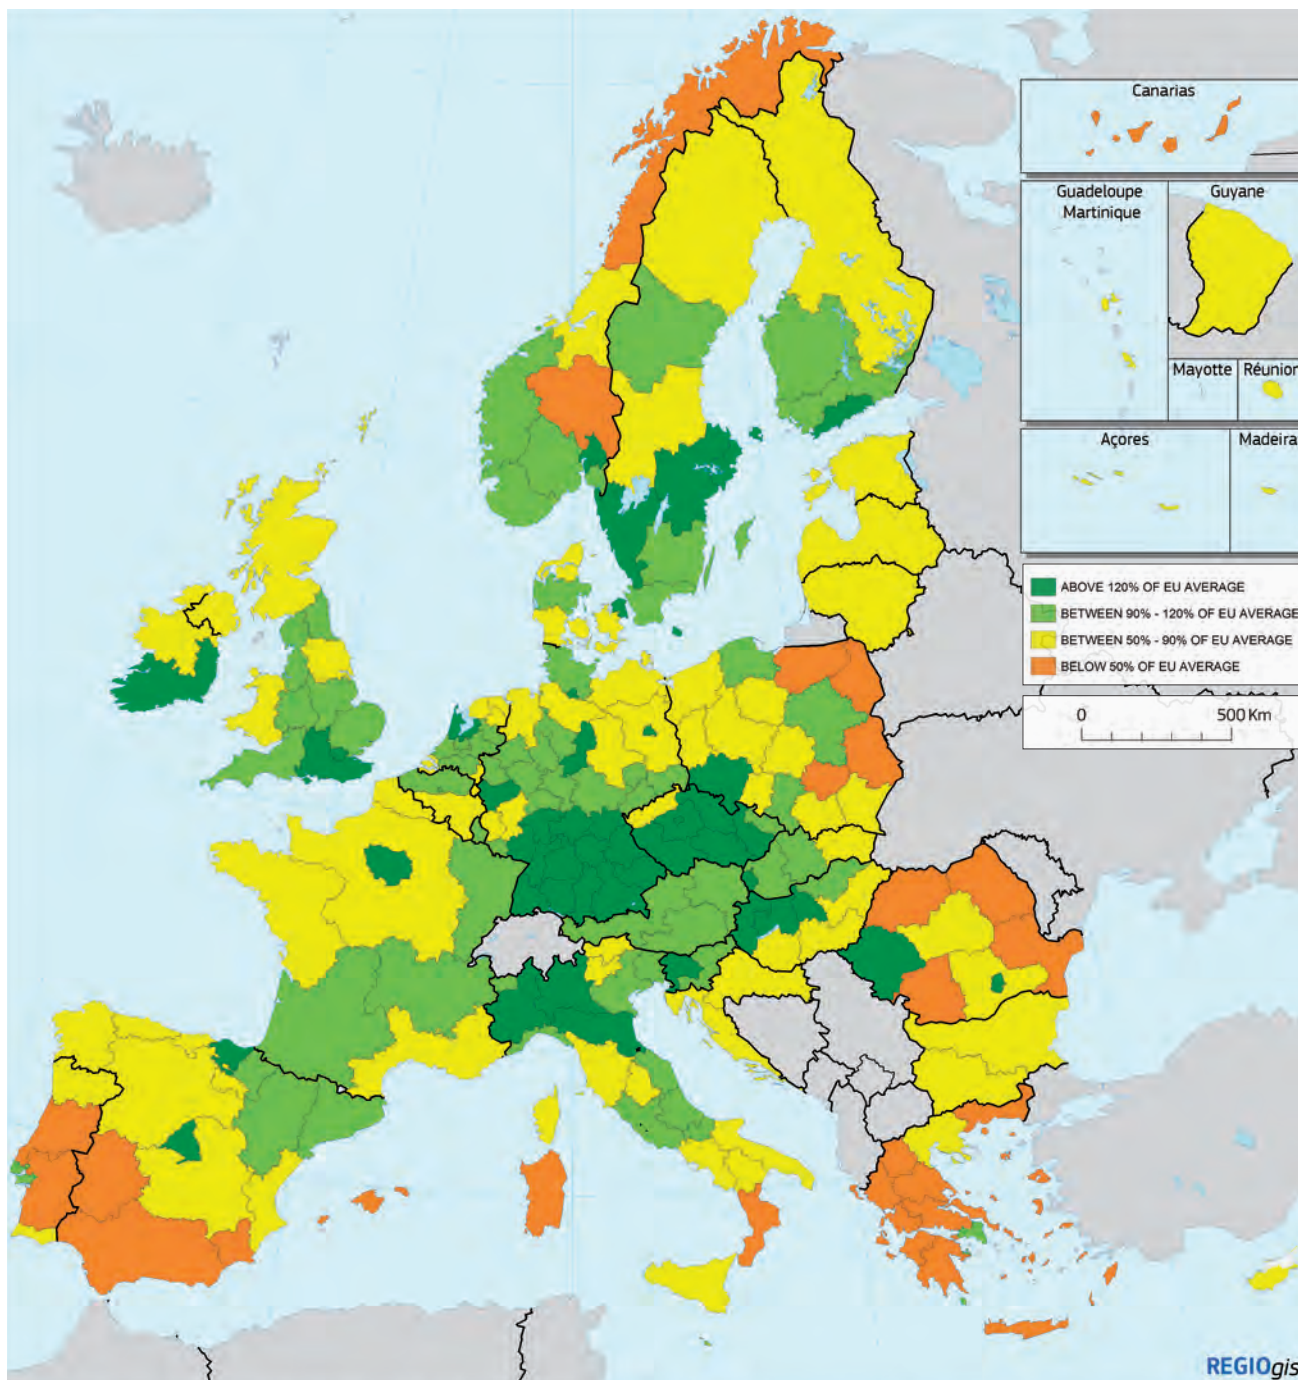 Canarias
Guadeloupe
Martinique
Guyane
Mayotte
Réunion
Açores
Madeira
ABOVE 120% OF EU AVERAGE
BETWEEN 90% - 120% OF EU AVERAGE
BETWEEN 50% - 90% OF EU AVERAGE
BELOW 50% OF EU AVERAGE
0 500 Km
REGIOgis